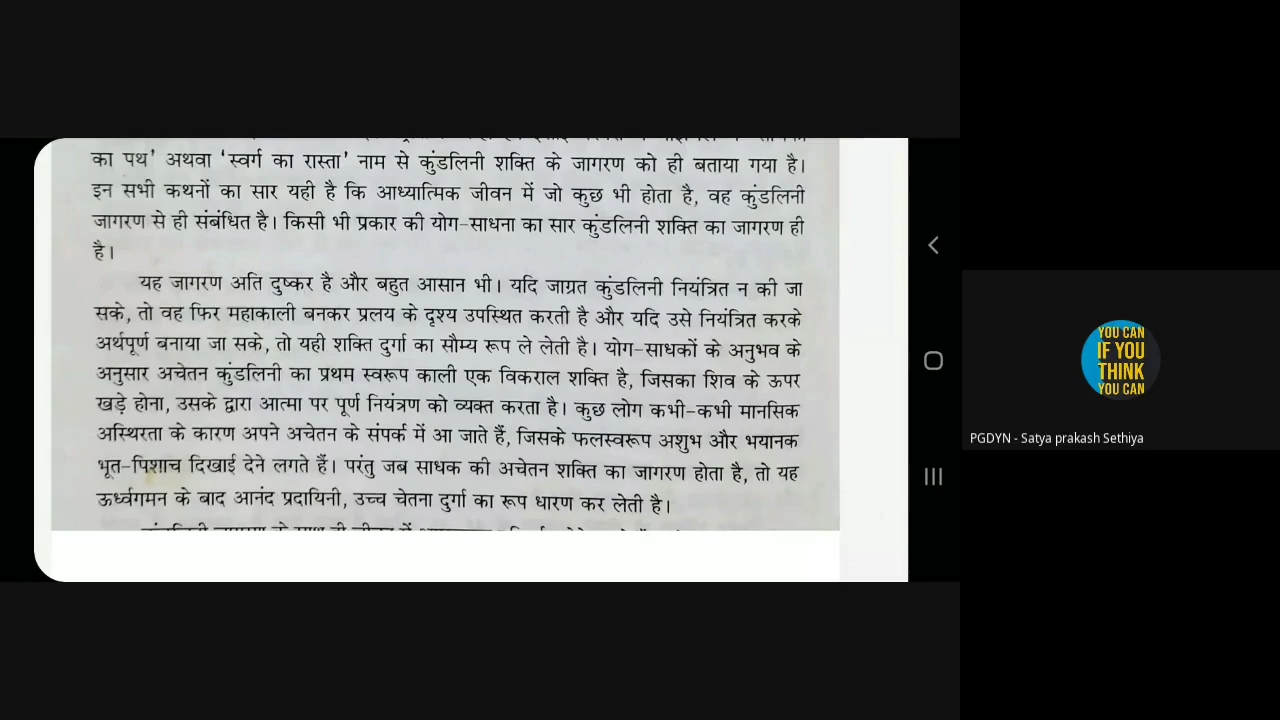 का पथ' अथवा 'स्वर्ग का रास्ता' नाम से कुंडलिनी शक्ति के जागरण को ही बताया गया है।
इन सभी कथनों का सार यही है कि आध्यात्मिक जीवन में जो कुछ भी होता है, वह कुंडलिनी
जागरण से ही संबंधित है। किसी भी प्रकार की योग-साधना का सार कुंडलिनी शक्ति का जागरण ही
है।
यह जागरण अति दुष्कर है और बहुत आसान भी। यदि जाग्रत कुंडलिनी नियंत्रित न की जा
सके, तो वह फिर महाकाली बनकर प्रलय के दृश्य उपस्थित करती है और यदि उसे नियंत्रित करके
अर्थपूर्ण बनाया जा सके, तो यही शक्ति दुर्गा का सौम्य रूप ले लेती है। योग-साधकों के अनुभव के
अनुसार अचेतन कुंडलिनी का प्रथम स्वरूप काली एक विकराल शक्ति है, जिसका शिव के ऊपर
खड़े होना, उसके द्वारा आत्मा पर पूर्ण नियंत्रण को व्यक्त करता है। कुछ लोग कभी-कभी मानसिक
अस्थिरता के कारण अपने अचेतन के संपर्क में आ जाते हैं, जिसके फलस्वरूप अशुभ और भयानक
भूत-पिशाच दिखाई देने लगते हैं। परंतु जब साधक की अचेतन शक्ति का जागरण होता है, तो यह
ऊर्ध्वगमन के बाद आनंद प्रदायिनी, उच्च चेतना दुर्गा का रूप धारण कर लेती है।
YOU CAN
IF YOU
THINK
YOU CAN
PGDYN - Satya prakash Sethiya